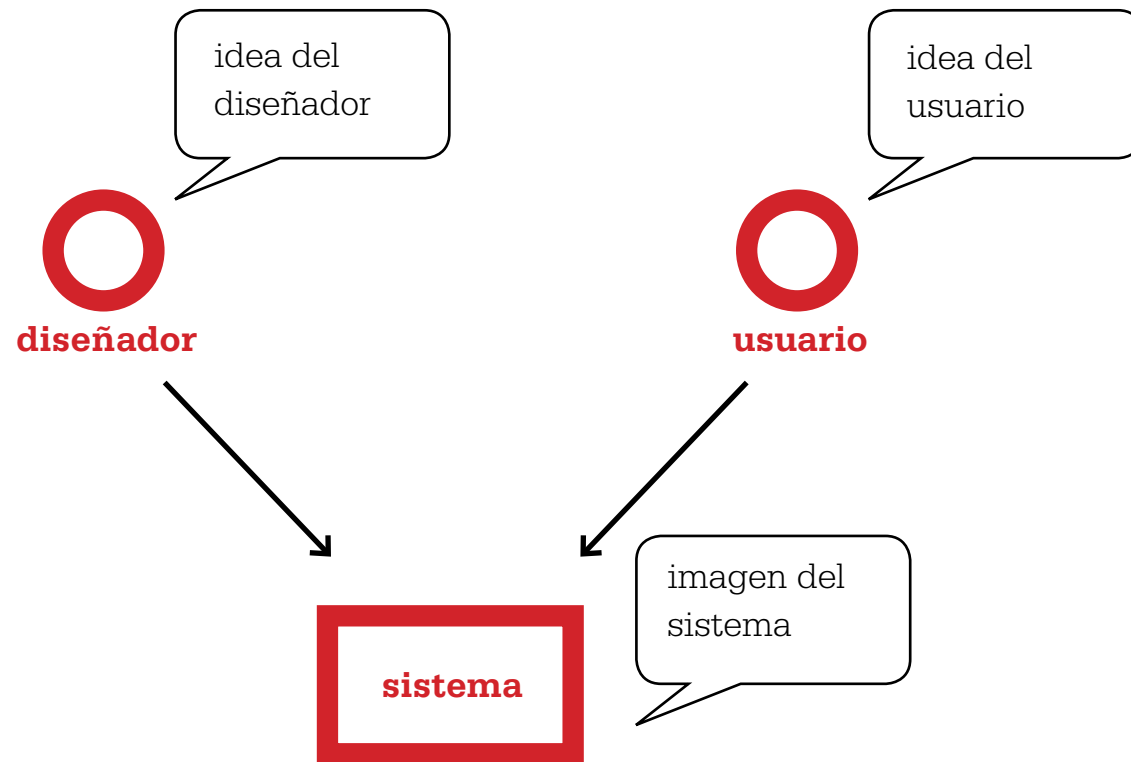 idea del
diseñador
idea del
usuario
diseñador
usuario
imagen del
sistema
sistema